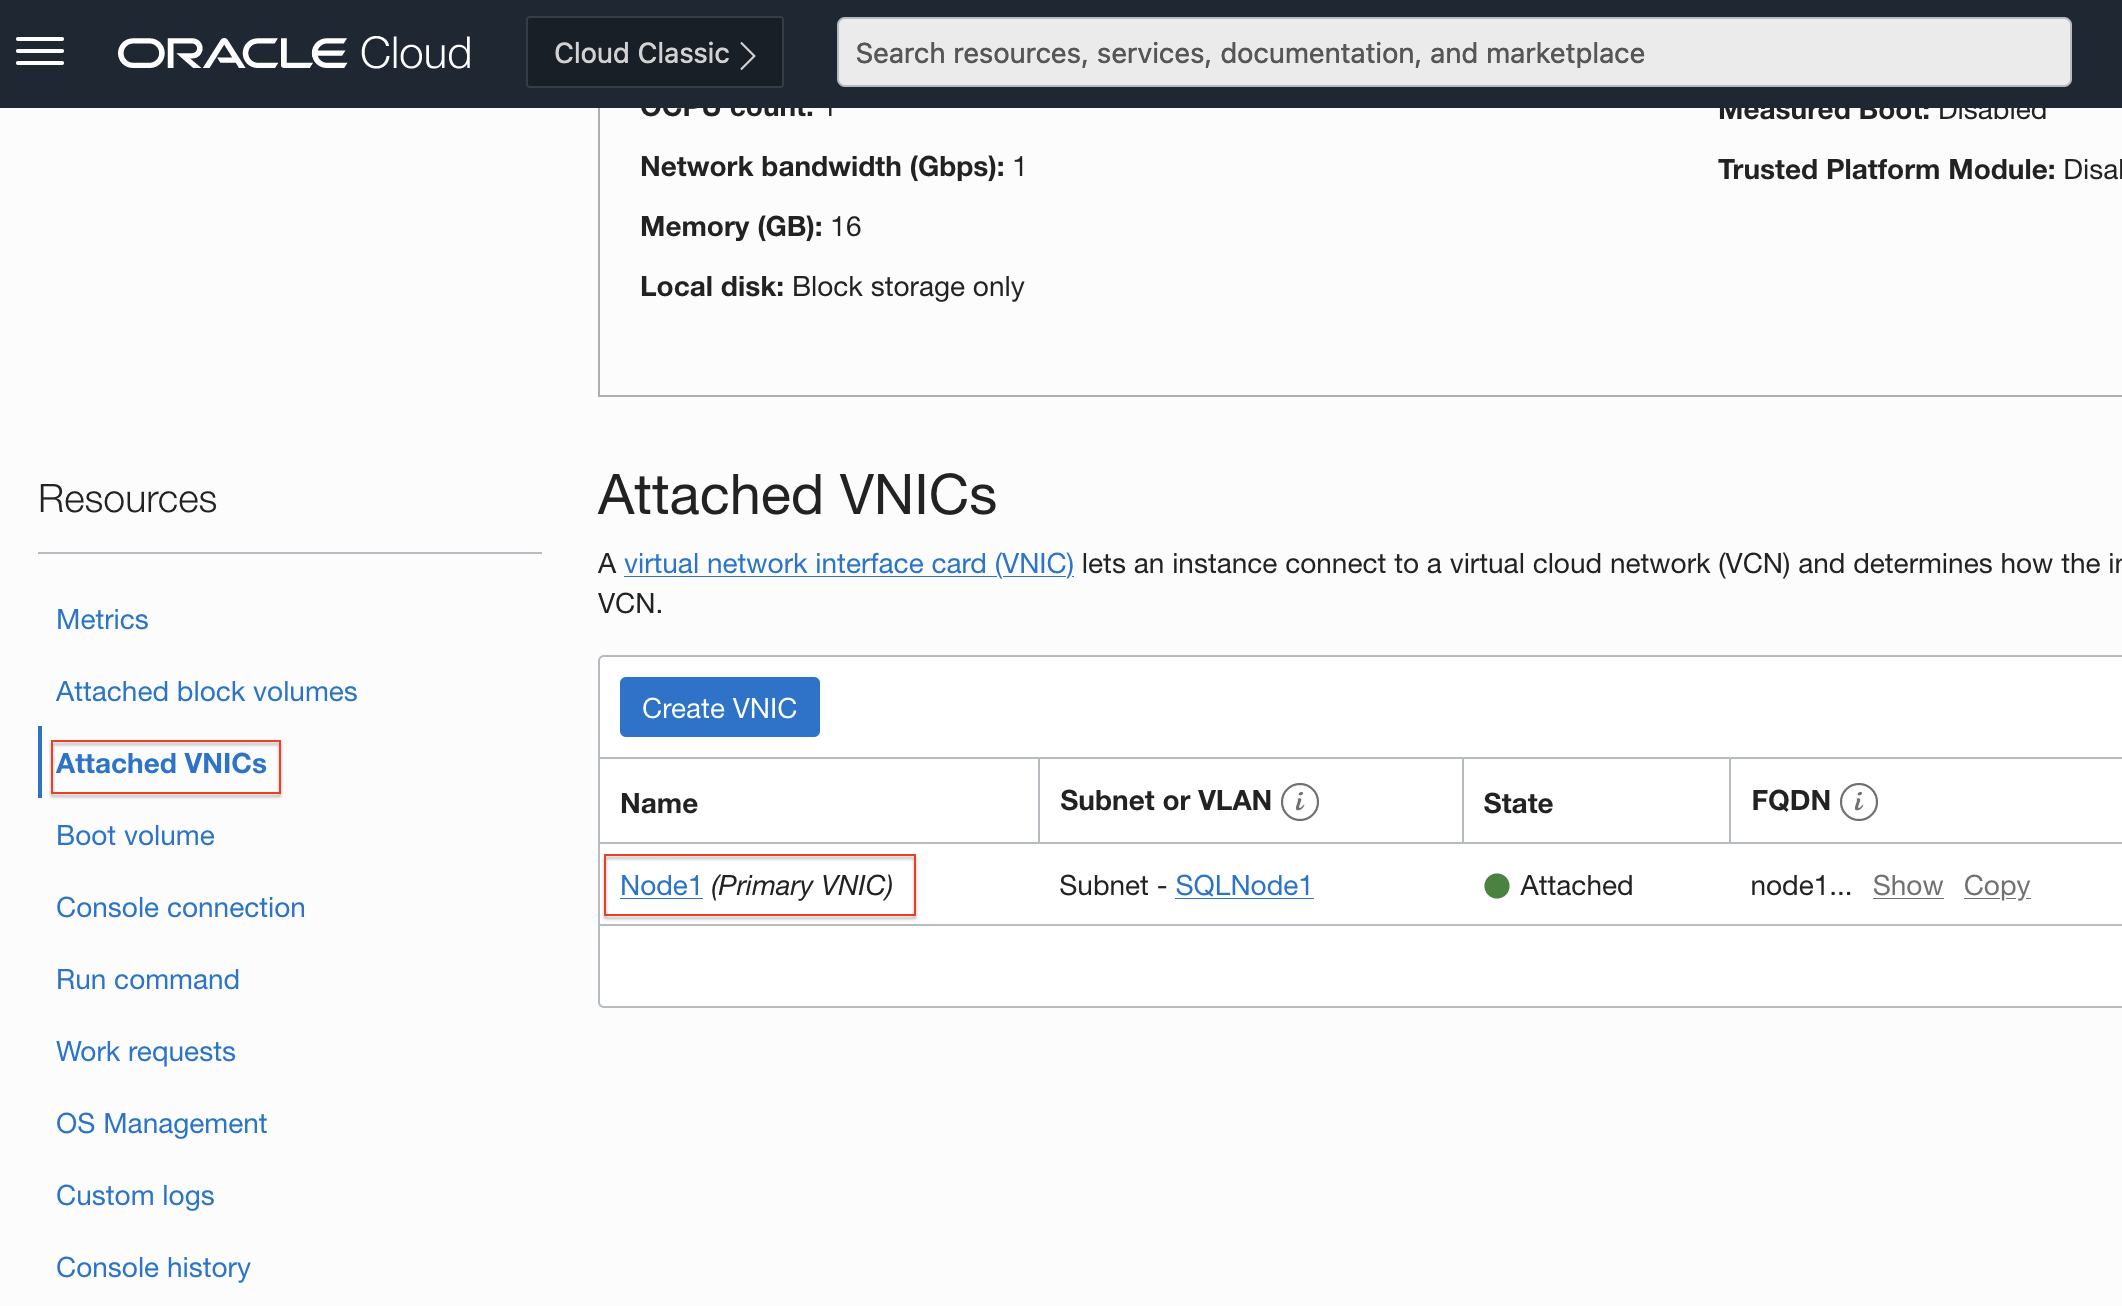 ORACLE Cloud
Cloud Classic
Search resources, services, documentation, and marketplace
OCPU count: 1
Network bandwidth (Gbps): 1
Memory (GB): 16
Local disk: Block storage only
Measured Boot: Disabled
Trusted Platform Module: Disab
Resources
Metrics
Attached block volumes
Attached VNICs
Boot volume
Console connection
Run command
Work requests
OS Management
Custom logs
Console history
Attached VNICs
A virtual network interface card (VNIC) lets an instance connect to a virtual cloud network (VCN) and determines how the in
VCN.
Create VNIC
Name Subnet or VLAN i State FQDN i
Node1 (Primary VNIC) Subnet - SQLNode1 Attached node1... Show Copy